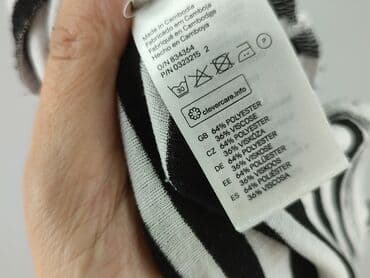 Made in Cambodia
Fabricado en Camboya
Fabriqué en Cambodge
Hecho en Camboya
O/N 834364
P/N 0323215 2
30
P
clevercare.info
GB 64% POLYESTER
36% VISCOSE
CZ 64% POLYESTER
36% VISKÓZA
DE 64% POLYESTER
36% VISKOSE
EE 64% POLÜESTER
36% VISKOOS
ES 64% POLIÉSTER
36% VISCOSA